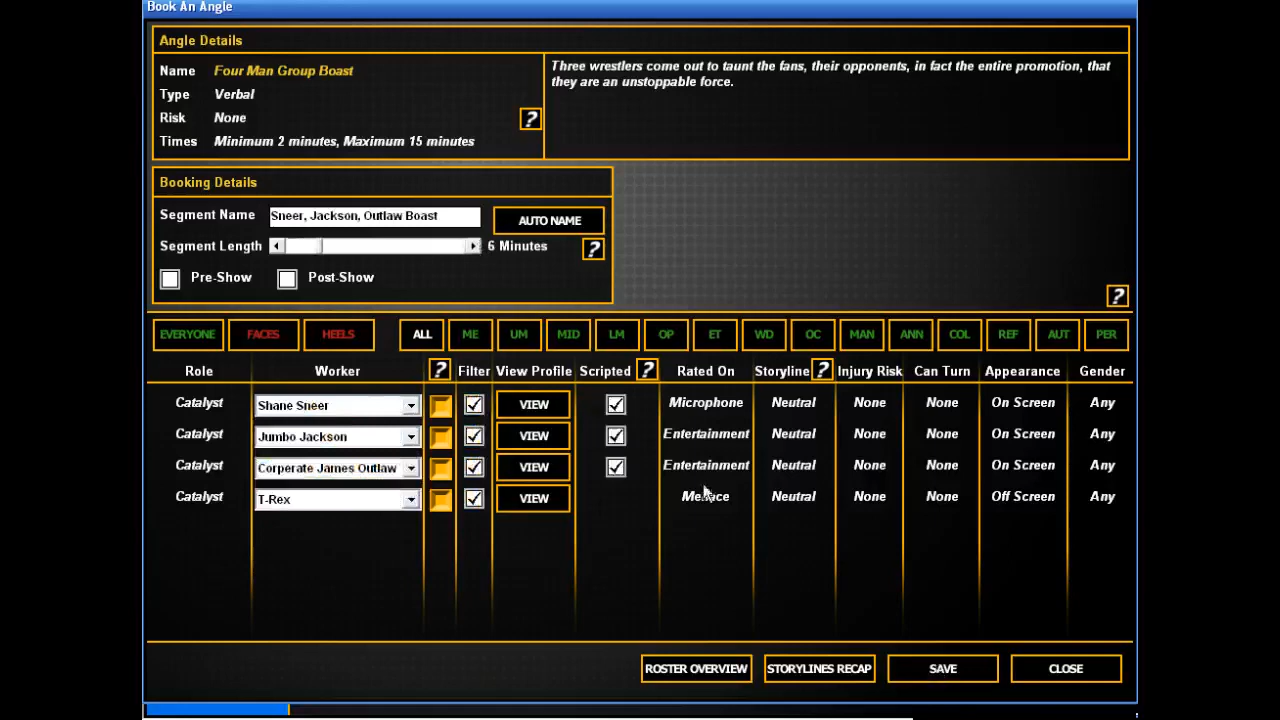 Book An Angle
Angle Details
Name Four Man Group Boast
Type Verbal
Risk None
?
Times Minimum 2 minutes, Maximum 15 minutes
Three wrestlers come out to taunt the fans, their opponents, in fact the entire promotion, that
they are an unstoppable force.
Booking Details
Segment Name Sneer, Jackson, Outlaw Boast AUTO NAME
Segment Length 6 Minutes ?
Pre-Show Post-Show
?
EVERYONE FACES HEELS ALL ME UM MID LM OP ET WD OC MAN ANN COL REF AUT PER
Role Worker ? Filter View Profile Scripted ? Rated On Storyline ? Injury Risk Can Turn Appearance Gender
Catalyst Shane Sneer VIEW Microphone Neutral None None On Screen Any
Catalyst Jumbo Jackson VIEW Entertainment Neutral None None On Screen Any
Catalyst Corperate James Outlaw VIEW Entertainment Neutral None None On Screen Any
Catalyst T-Rex VIEW Menace Neutral None None Off Screen Any
ROSTER OVERVIEW STORYLINES RECAP SAVE CLOSE